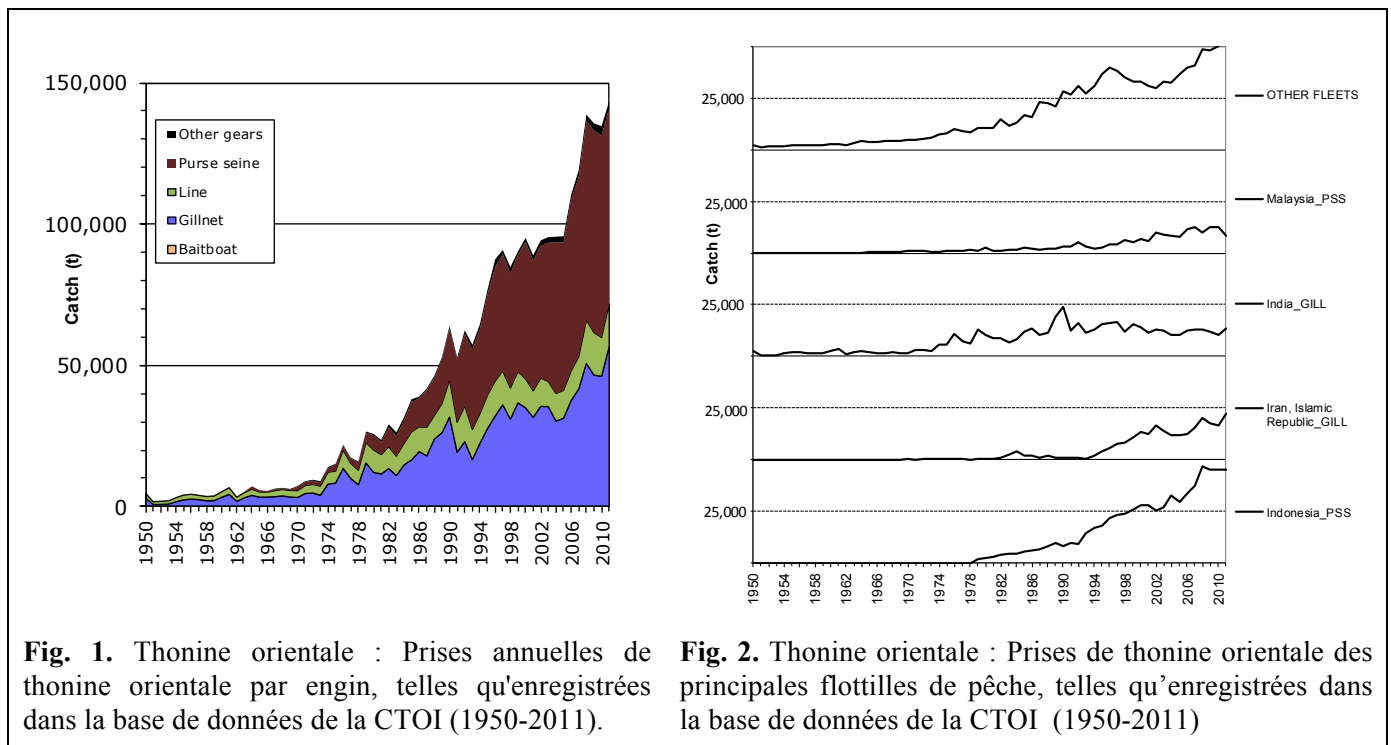 150,000
100,000
50,000
0
Catch (t)
Other gears
Purse seine
Line
Gillnet
Baitboat
1950
1954
1958
1962
1966
1970
1974
1978
1982
1986
1990
1994
1998
2002
2006
2010
Fig. 1. Thonine orientale : Prises annuelles de
thonine orientale par engin, telles qu'enregistrées
dans la base de données de la CTOI (1950-2011).
25,000
25,000
25,000
25,000
25,000
Catch (t)
OTHER FLEETS
Malaysia_PSS
India_GILL
Iran, Islamic
Republic_GILL
Indonesia_PSS
1950
1954
1958
1962
1966
1970
1974
1978
1982
1986
1990
1994
1998
2002
2006
2010
Fig. 2. Thonine orientale : Prises de thonine orientale des
principales flottilles de pêche, telles qu’enregistrées dans
la base de données de la CTOI (1950-2011)